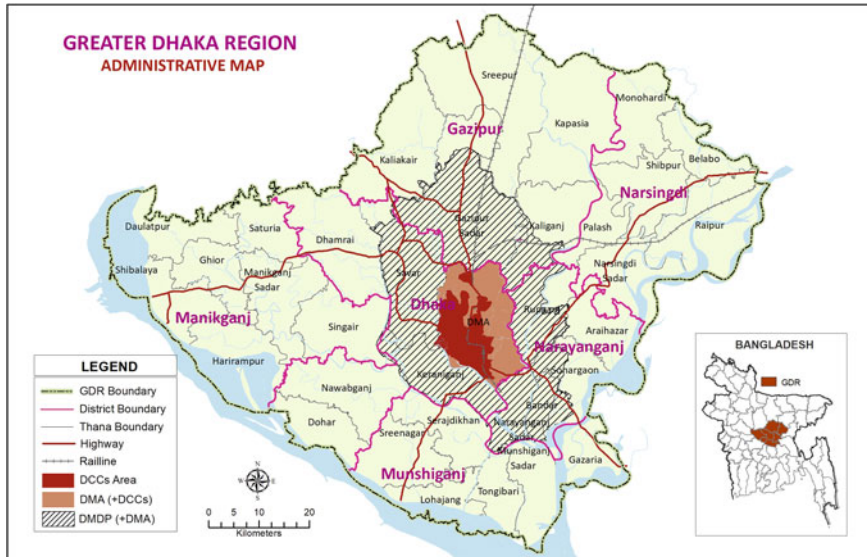 GREATER DHAKA REGION
ADMINISTRATIVE MAP
Sreepur
Monohardi
Kapasia
Gazipur
Kaliakair
Shibpur
Belabo
Narsingdi
Daulatpur
Saturia
Gazipur
Sadar
Kaliganj
Palash
Raipur
Dhamrai
Ghior
Shibalaya
Manikganj
Sadar
Savar
Narsingdi
Sadar
Manikganj
Dhaka
DMA
Singair
Araihazar
Narayanganj
Harirampur
Keraniganj
Sonargaon
Nawabganj
Bandar
Dohar
Sreenagar
Serajdikhan
Narayanganj
Sadar
Munshiganj
Sadar
Gazaria
Munshiganj
Tongibari
Lohajang
LEGEND
GDR Boundary
District Boundary
Thana Boundary
Highway
Railline
DCCs Area
DMA (+DCCs)
DMDP (+DMA)
N
W
E
S
0 5 10 20
Kilometers
BANGLADESH
GDR